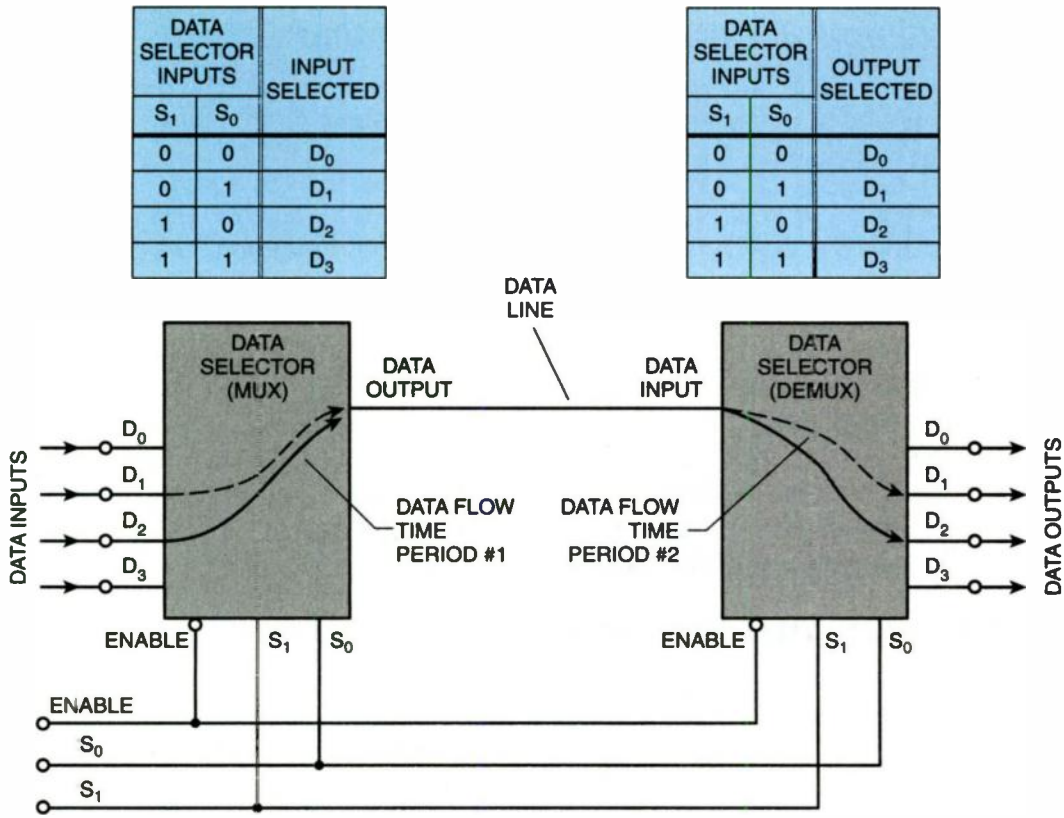 DATA
SELECTOR
INPUTS
INPUT
SELECTED
S₁ S₀
0 0 D₀
0 1 D₁
1 0 D₂
1 1 D₃
DATA
SELECTOR
INPUTS
OUTPUT
SELECTED
S₁ S₀
0 0 D₀
0 1 D₁
1 0 D₂
1 1 D₃
DATA
LINE
DATA
SELECTOR
(MUX)
DATA
OUTPUT
DATA
INPUT
DATA
SELECTOR
(DEMUX)
DATA INPUTS
D₀
D₁
D₂
D₃
DATA FLOW
TIME
PERIOD #1
DATA FLOW
TIME
PERIOD #2
D₀
D₁
D₂
D₃
DATA OUTPUTS
ENABLE S₁ S₀
ENABLE S₁ S₀
ENABLE
S₀
S₁